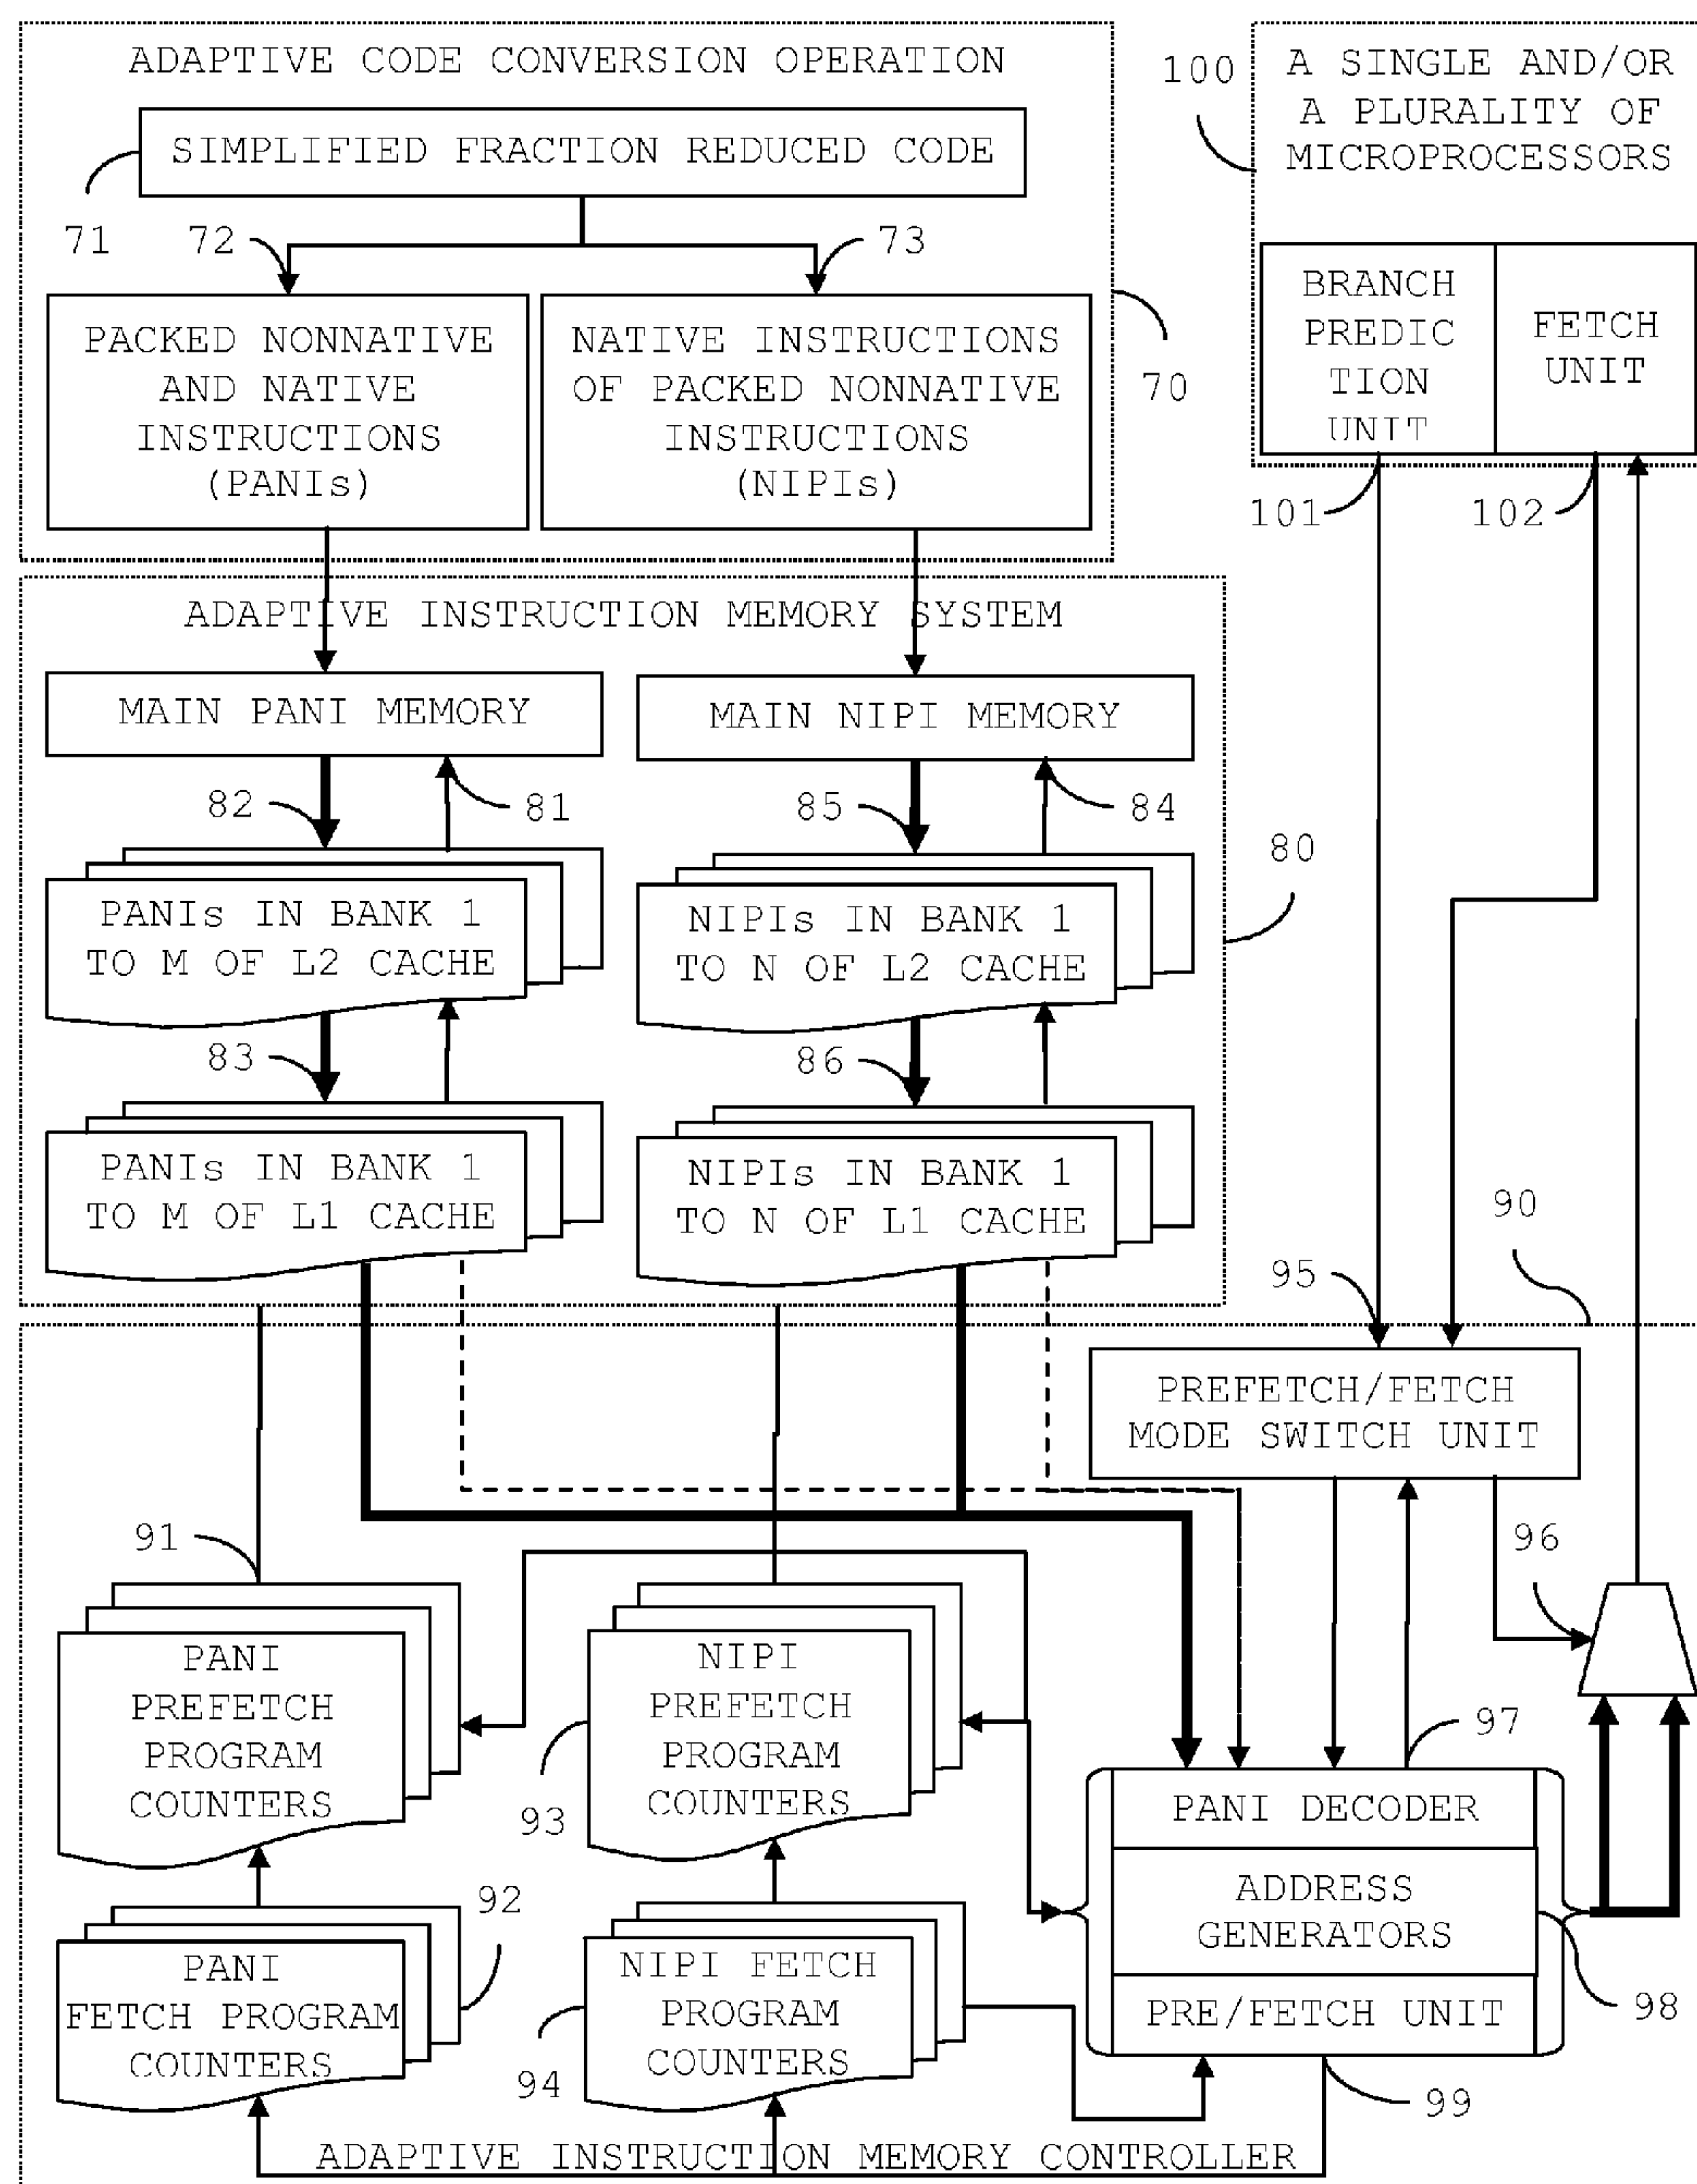 ADAPTIVE CODE CONVERSION OPERATION
SIMPLIFIED FRACTION REDUCED CODE
71
72
73
PACKED NONNATIVE
AND NATIVE
INSTRUCTIONS
(PANIs)
NATIVE INSTRUCTIONS
OF PACKED NONNATIVE
INSTRUCTIONS
(NIPIs)
70
100
A SINGLE AND/OR
A PLURALITY OF
MICROPROCESSORS
BRANCH
PREDIC
TION
UNIT
FETCH
UNIT
101
102
ADAPTIVE INSTRUCTION MEMORY SYSTEM
MAIN PANI MEMORY
MAIN NIPI MEMORY
82
81
85
84
80
PANIs IN BANK 1
TO M OF L2 CACHE
NIPIs IN BANK 1
TO N OF L2 CACHE
83
86
PANIs IN BANK 1
TO M OF L1 CACHE
NIPIs IN BANK 1
TO N OF L1 CACHE
90
95
PREFETCH/FETCH
MODE SWITCH UNIT
91
96
PANI
PREFETCH
PROGRAM
COUNTERS
93
NIPI
PREFETCH
PROGRAM
COUNTERS
97
PANI DECODER
ADDRESS
GENERATORS
PRE/FETCH UNIT
98
92
PANI
FETCH PROGRAM
COUNTERS
94
NIPI FETCH
PROGRAM
COUNTERS
99
ADAPTIVE INSTRUCTION MEMORY CONTROLLER